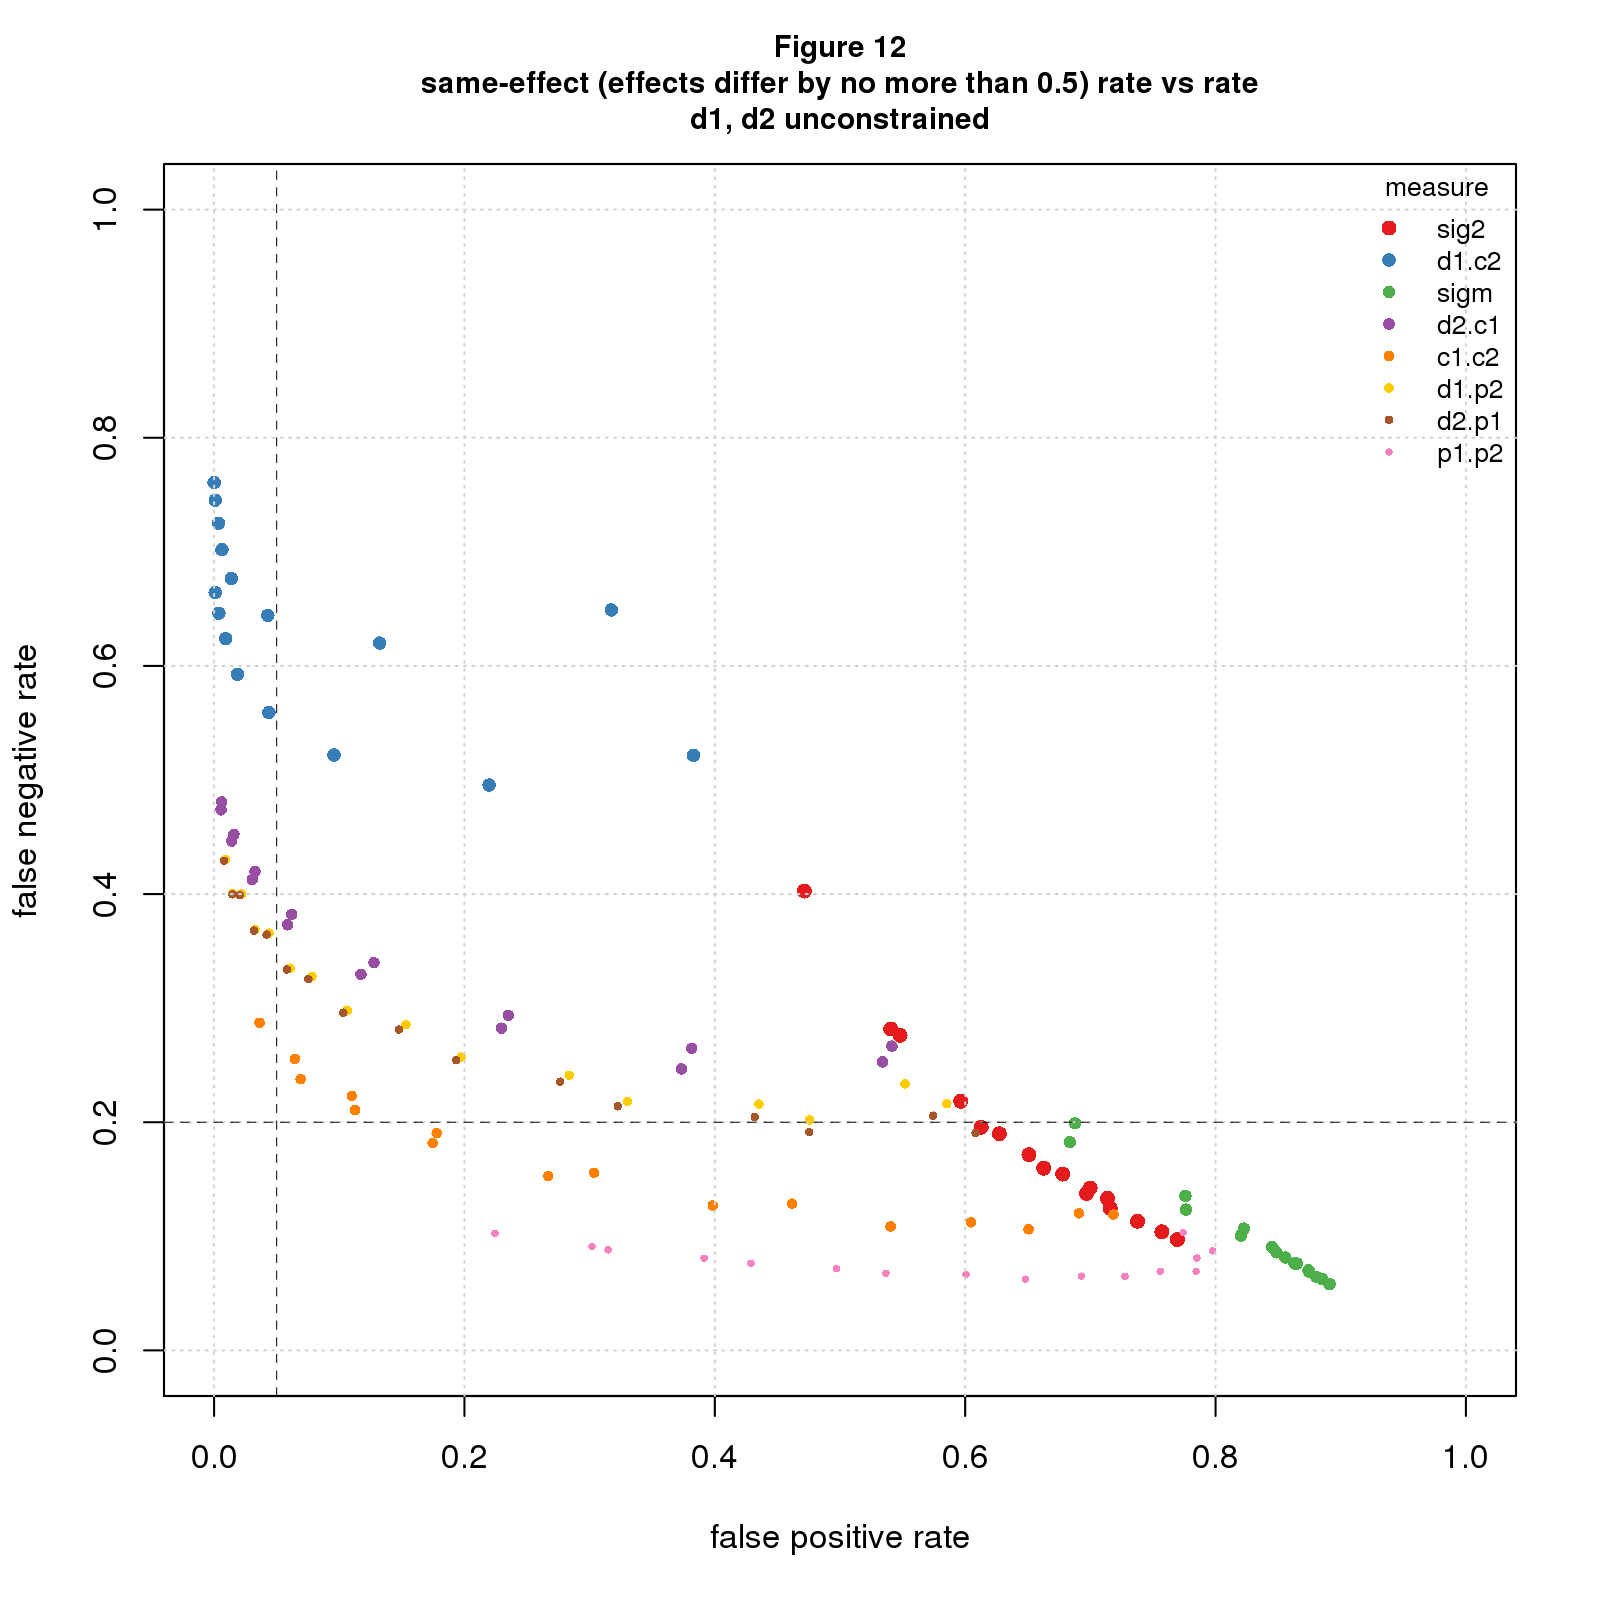 Figure 12
same-effect (effects differ by no more than 0.5) rate vs rate
d1, d2 unconstrained
measure
sig2
d1.c2
sigm
d2.c1
c1.c2
d1.p2
d2.p1
p1.p2
false negative rate
1.0
0.8
0.6
0.4
0.2
0.0
0.0 0.2 0.4 0.6 0.8 1.0
false positive rate